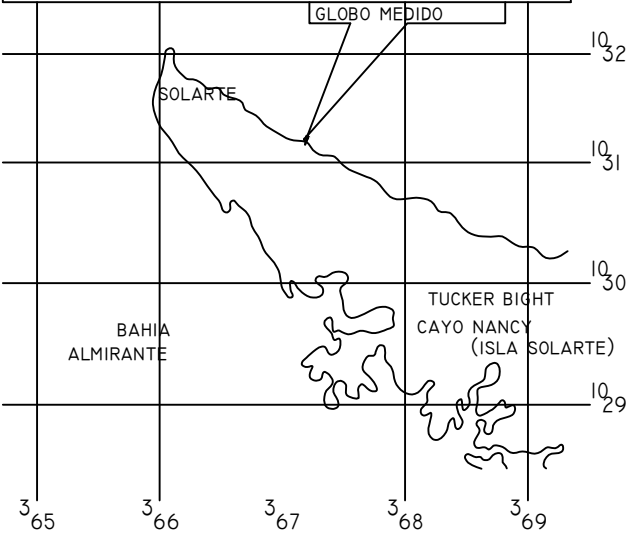 GLOBO MEDIDO
10 32
SOLARTE
10 31
10 30
TUCKER BIGHT
BAHIA
ALMIRANTE
CAYO NANCY
(ISLA SOLARTE)
10 29
3 65
3 66
3 67
3 68
3 69